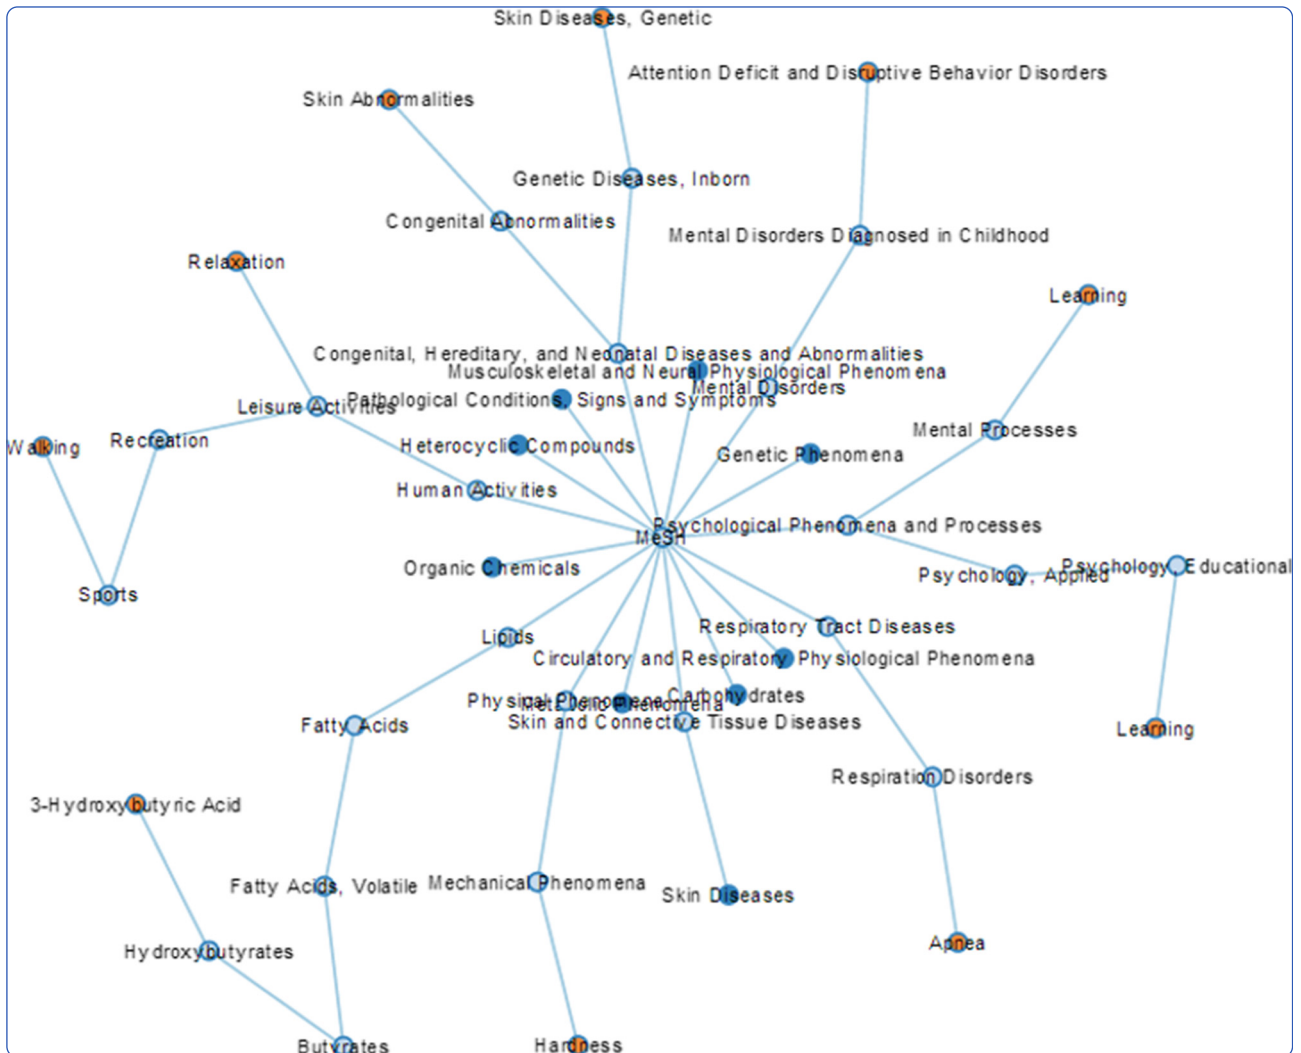 Skin Diseases, Genetic
Attention Deficit and Disruptive Behavior Disorders
Skin Abnormalities
Genetic Diseases, Inborn
Congenital Abnormalities
Mental Disorders Diagnosed in Childhood
Relaxation
Learning
Congenital, Hereditary, and Neonatal Diseases and Abnormalities
Musculoskeletal and Neural Physiological Phenomena
Mental Disorders
Pathological Conditions, Signs and Symptoms
Leisure Activities
Mental Processes
Recreation
Walking
Heterocyclic Compounds
Genetic Phenomena
Human Activities
Psychological Phenomena and Processes
MeSH
Organic Chemicals
Psychology, Applied
Psychology, Educational
Sports
Respiratory Tract Diseases
Lipids
Circulatory and Respiratory Physiological Phenomena
Carbohydrates
Physical Phenomena
Metabolic Phenomena
Skin and Connective Tissue Diseases
Fatty Acids
Learning
Respiration Disorders
3-Hydroxybutyric Acid
Mechanical Phenomena
Fatty Acids, Volatile
Skin Diseases
Apnea
Hydroxybutyrates
Butyrates
Hardness